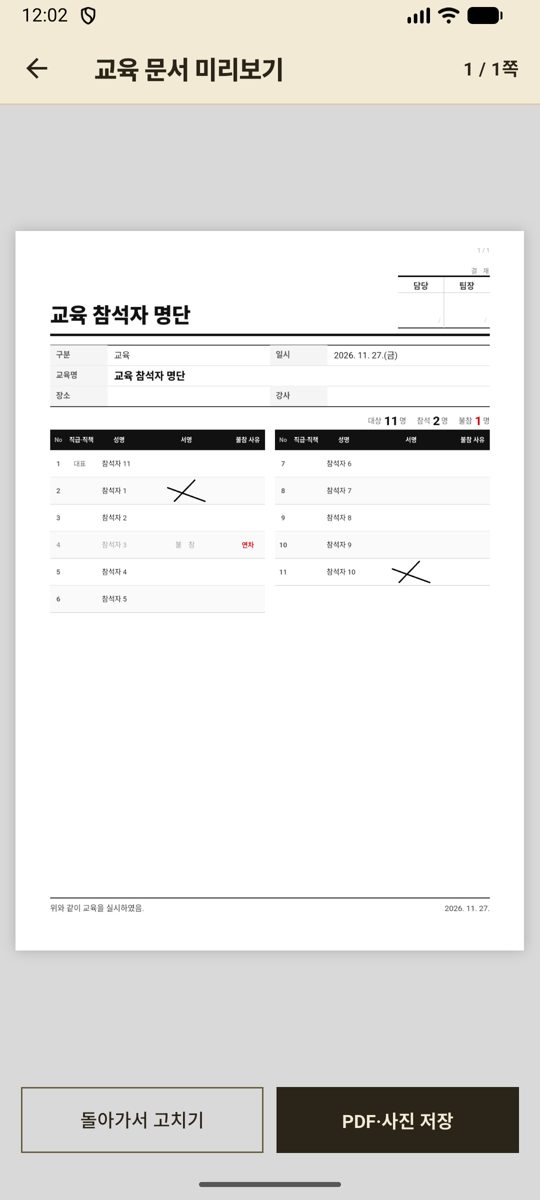 12:02
교육 문서 미리보기 1 / 1쪽
1 / 1
결 재
담당 팀장
/ /
교육 참석자 명단
구분 교육 일시 2026. 11. 27.(금)
교육명 교육 참석자 명단
장소 강사
대상 11 명 참석 2 명 불참 1 명
No 직급·직책 성명 서명 불참 사유
1 대표 참석자 11
2 참석자 1
3 참석자 2
4 참석자 3 불 참 연차
5 참석자 4
6 참석자 5
No 직급·직책 성명 서명 불참 사유
7 참석자 6
8 참석자 7
9 참석자 8
10 참석자 9
11 참석자 10
위와 같이 교육을 실시하였음. 2026. 11. 27.
돌아가서 고치기 PDF·사진 저장